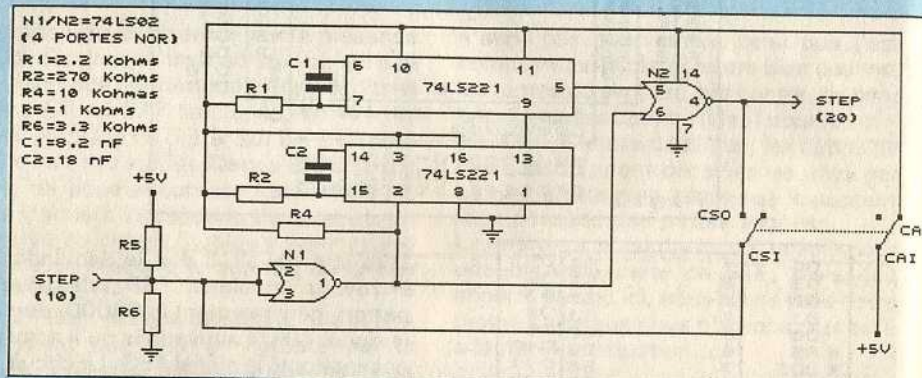 N1/N2=74LS02
(4 PORTES NOR)
R1=2.2 Kohms
R2=270 Kohms
R4=10 Kohmas
R5=1 Kohms
R6=3.3 Kohms
C1=8.2 nF
C2=18 nF
+5V
R5
STEP
(10)
R6
C1
6
10
11
R1
7
74LS221
5
9
C2
14
3
16
13
74LS221
R2
15
2
8
1
R4
N1
2
3
N2
14
5
4
6
7
STEP
(20)
CSO
CSI
CA
CAI
+5V